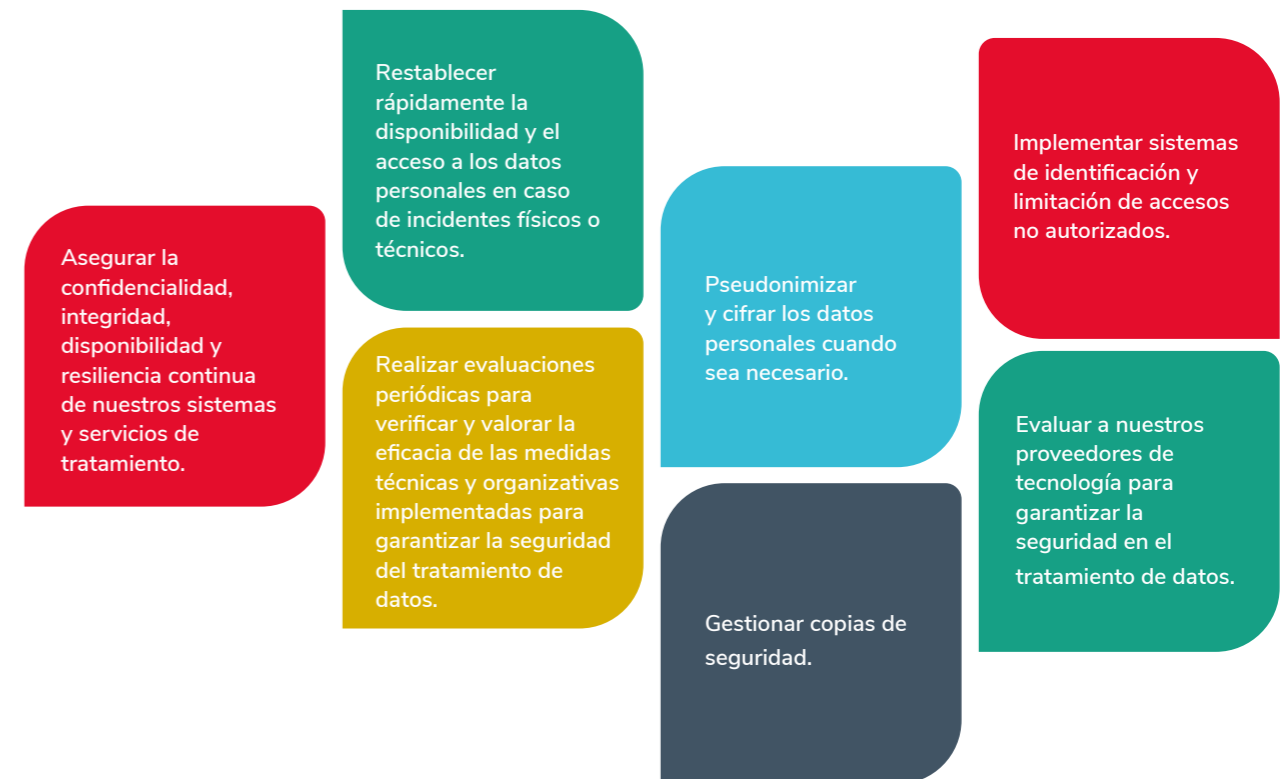 Asegurar la
confidencialidad,
integridad,
disponibilidad y
resiliencia continua
de nuestros sistemas
y servicios de
tratamiento.
Restablecer
rápidamente la
disponibilidad y el
acceso a los datos
personales en caso
de incidentes físicos o
técnicos.
Realizar evaluaciones
periódicas para
verificar y valorar la
eficacia de las medidas
técnicas y organizativas
implementadas para
garantizar la seguridad
del tratamiento de
datos.
Pseudonimizar
y cifrar los datos
personales cuando
sea necesario.
Gestionar copias de
seguridad.
Implementar sistemas
de identificación y
limitación de accesos
no autorizados.
Evaluar a nuestros
proveedores de
tecnología para
garantizar la
seguridad en el
tratamiento de datos.